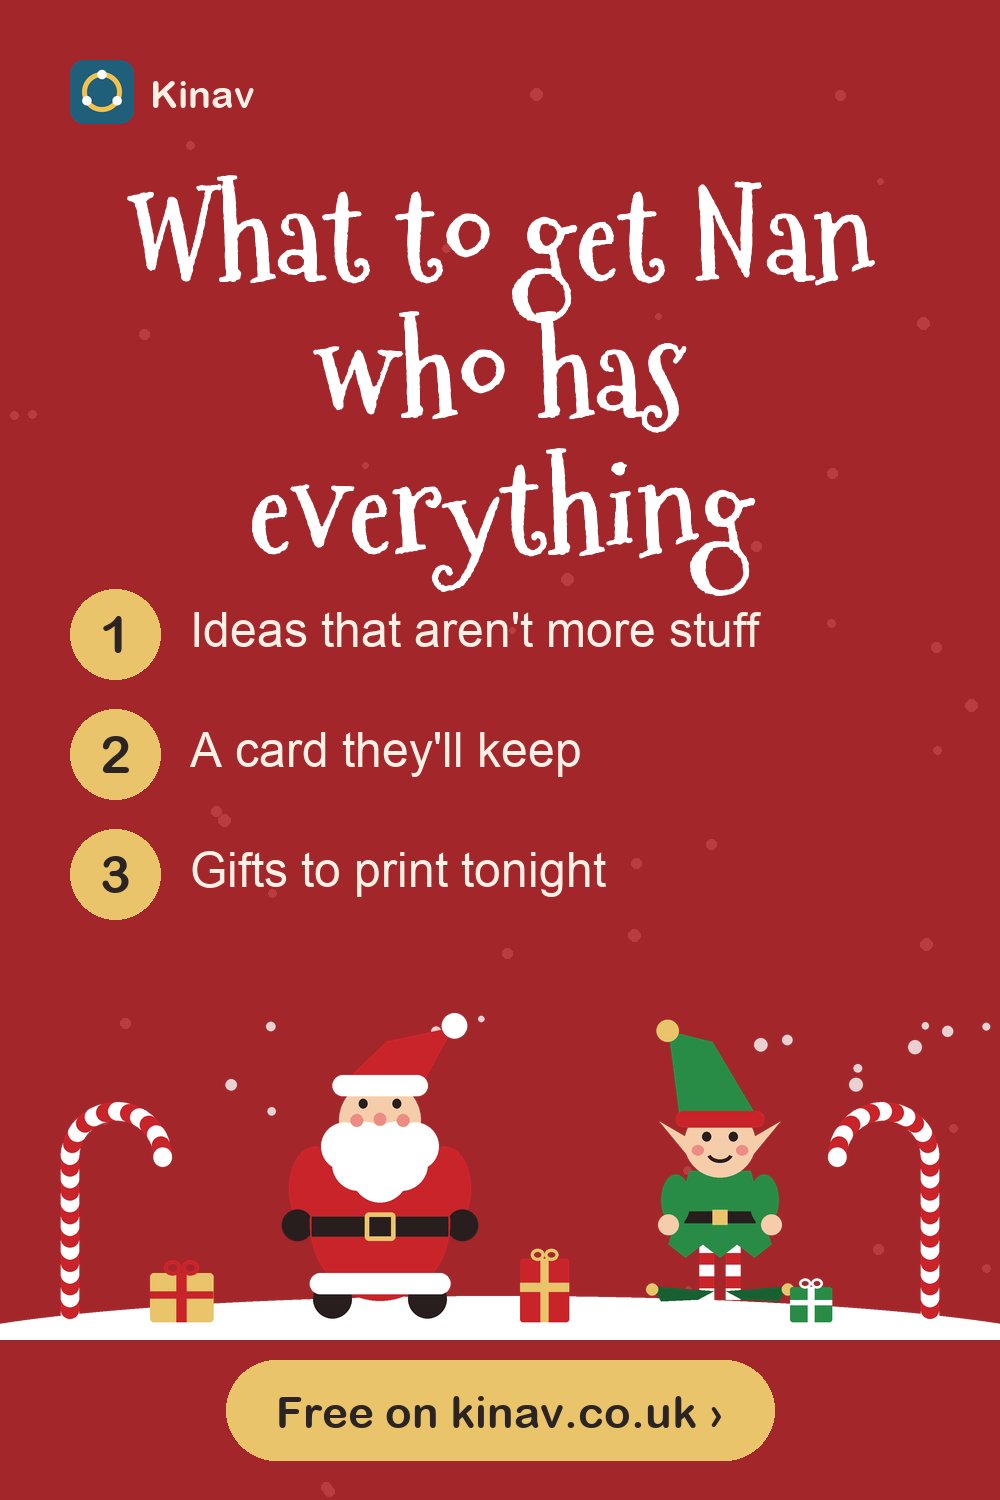 Kinav
What to get Nan
who has
everything
1 Ideas that aren't more stuff
2 A card they'll keep
3 Gifts to print tonight
Free on kinav.co.uk ›